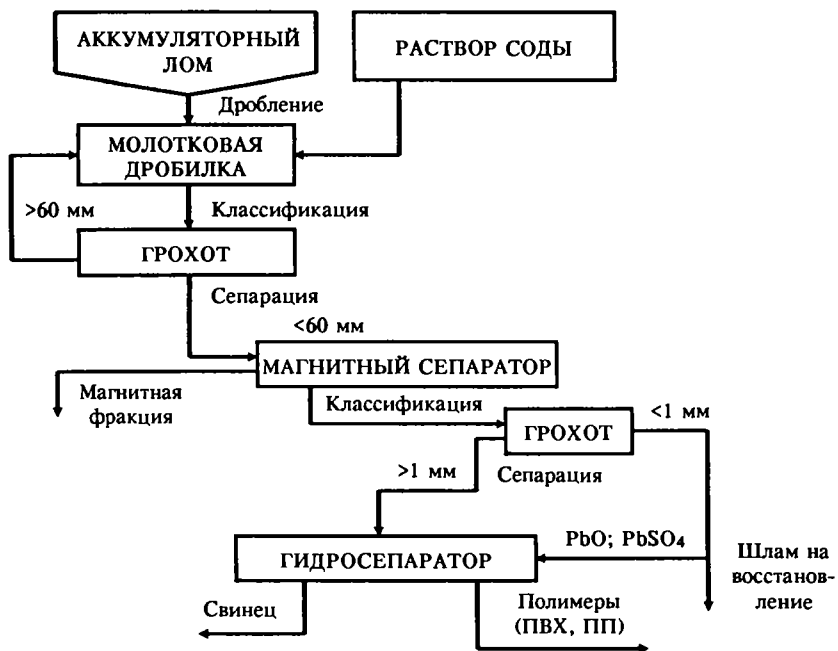 АККУМУЛЯТОРНЫЙ
ЛОМ
РАСТВОР СОДЫ
Дробление
МОЛОТКОВАЯ
ДРОБИЛКА
>60 мм
Классификация
ГРОХОТ
Сепарация
<60 мм
МАГНИТНЫЙ СЕПАРАТОР
Магнитная
фракция
Классификация
<1 мм
ГРОХОТ
>1 мм
Сепарация
PbO; PbSO₄
ГИДРОСЕПАРАТОР
Шлам на
восстанов-
ление
Свинец
Полимеры
(ПВХ, ПП)